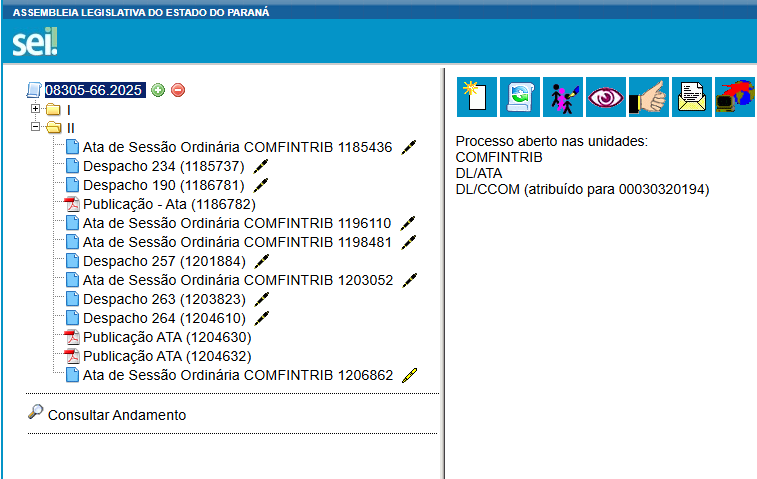 ASSEMBLEIA LEGISLATIVA DO ESTADO DO PARANÁ
sei!
08305-66.2025
I
II
Ata de Sessão Ordinária COMFINTRIB 1185436
Despacho 234 (1185737)
Despacho 190 (1186781)
Publicação - Ata (1186782)
Ata de Sessão Ordinária COMFINTRIB 1196110
Ata de Sessão Ordinária COMFINTRIB 1198481
Despacho 257 (1201884)
Ata de Sessão Ordinária COMFINTRIB 1203052
Despacho 263 (1203823)
Despacho 264 (1204610)
Publicação ATA (1204630)
Publicação ATA (1204632)
Ata de Sessão Ordinária COMFINTRIB 1206862
Consultar Andamento
Processo aberto nas unidades:
COMFINTRIB
DL/ATA
DL/CCOM (atribuído para 00030320194)